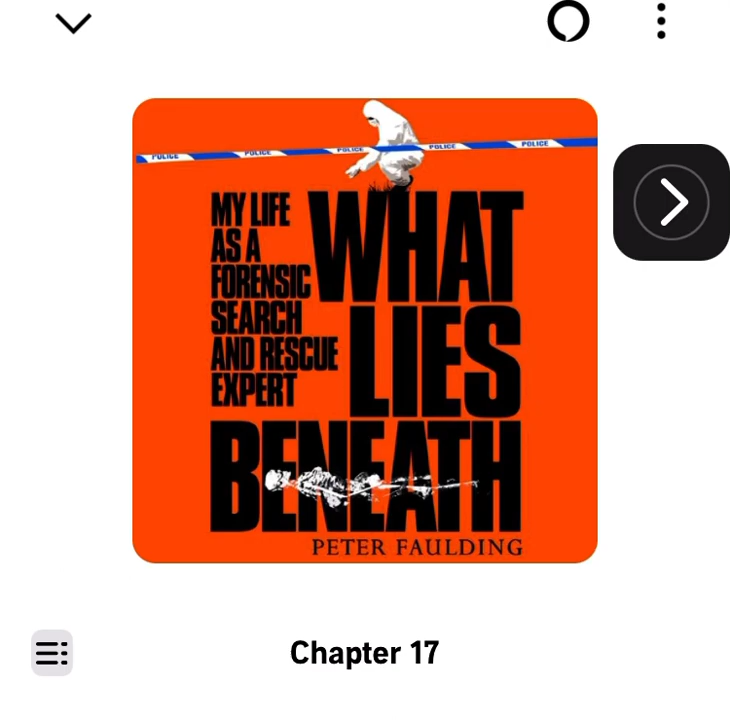 POLICE POLICE POLICE POLICE POLICE
MY LIFE
AS A
FORENSIC
SEARCH
AND RESCUE
EXPERT
WHAT
LIES
BENEATH
PETER FAULDING
Chapter 17